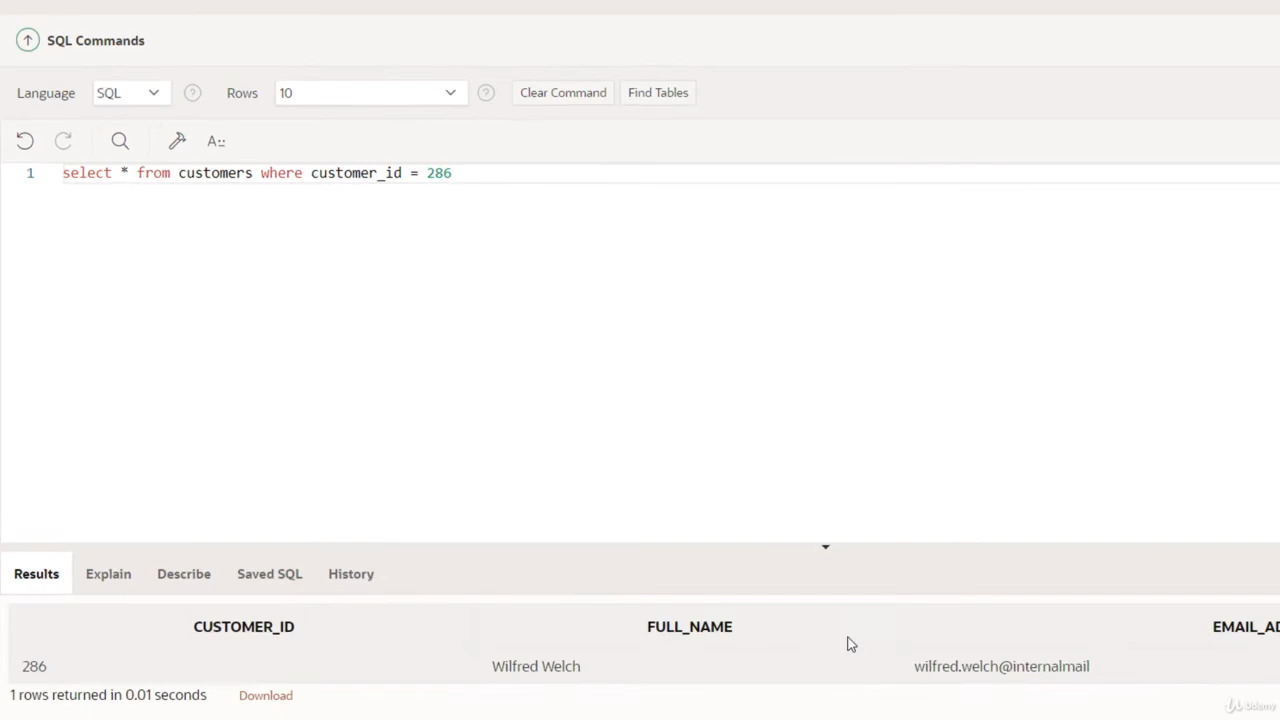 SQL Commands
Language SQL Rows 10 Clear Command Find Tables
A::
1 select * from customers where customer_id = 286
Results Explain Describe Saved SQL History
CUSTOMER_ID FULL_NAME EMAIL_AD
286 Wilfred Welch wilfred.welch@internalmail
1 rows returned in 0.01 seconds Download
Udemy